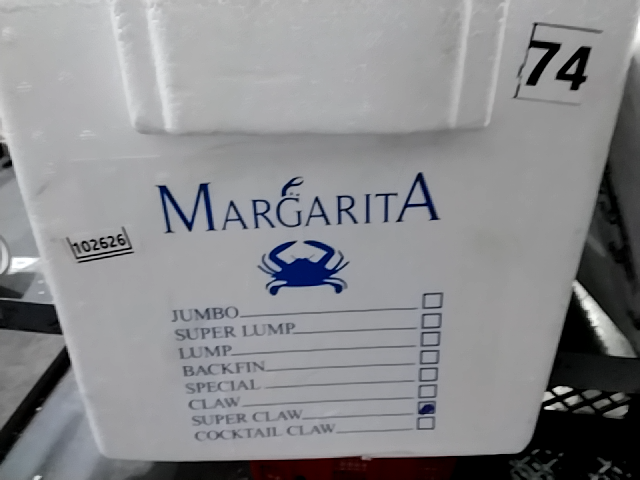 74
MARGARITA
102626
JUMBO
SUPER LUMP
LUMP
BACKFIN
SPECIAL
CLAW
SUPER CLAW
COCKTAIL CLAW